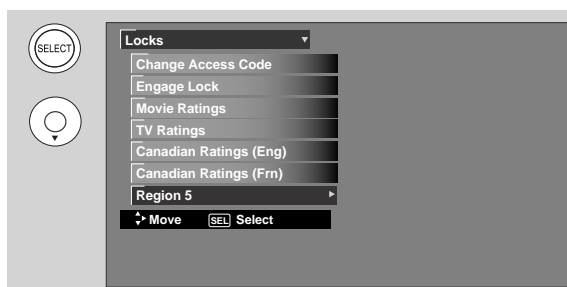 SELECT
Locks
Change Access Code
Engage Lock
Movie Ratings
TV Ratings
Canadian Ratings (Eng)
Canadian Ratings (Frn)
Region 5
Move SEL Select